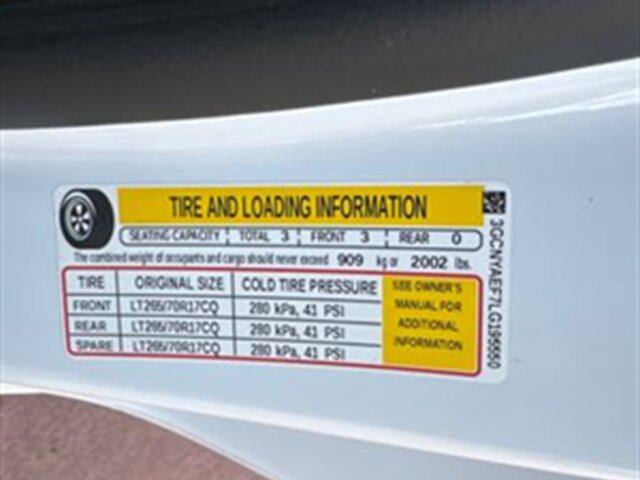 TIRE AND LOADING INFORMATION
SEATING CAPACITY TOTAL 3 FRONT 3 REAR 0
The combined weight of occupants and cargo should never exceed 909 kg or 2002 lbs.
TIRE ORIGINAL SIZE COLD TIRE PRESSURE
FRONT LT265/70R17CQ 280 kPa, 41 PSI
REAR LT265/70R17CQ 280 kPa, 41 PSI
SPARE LT265/70R17CQ 280 kPa, 41 PSI
SEE OWNER'S
MANUAL FOR
ADDITIONAL
INFORMATION
3GCNYAEF7LG195550